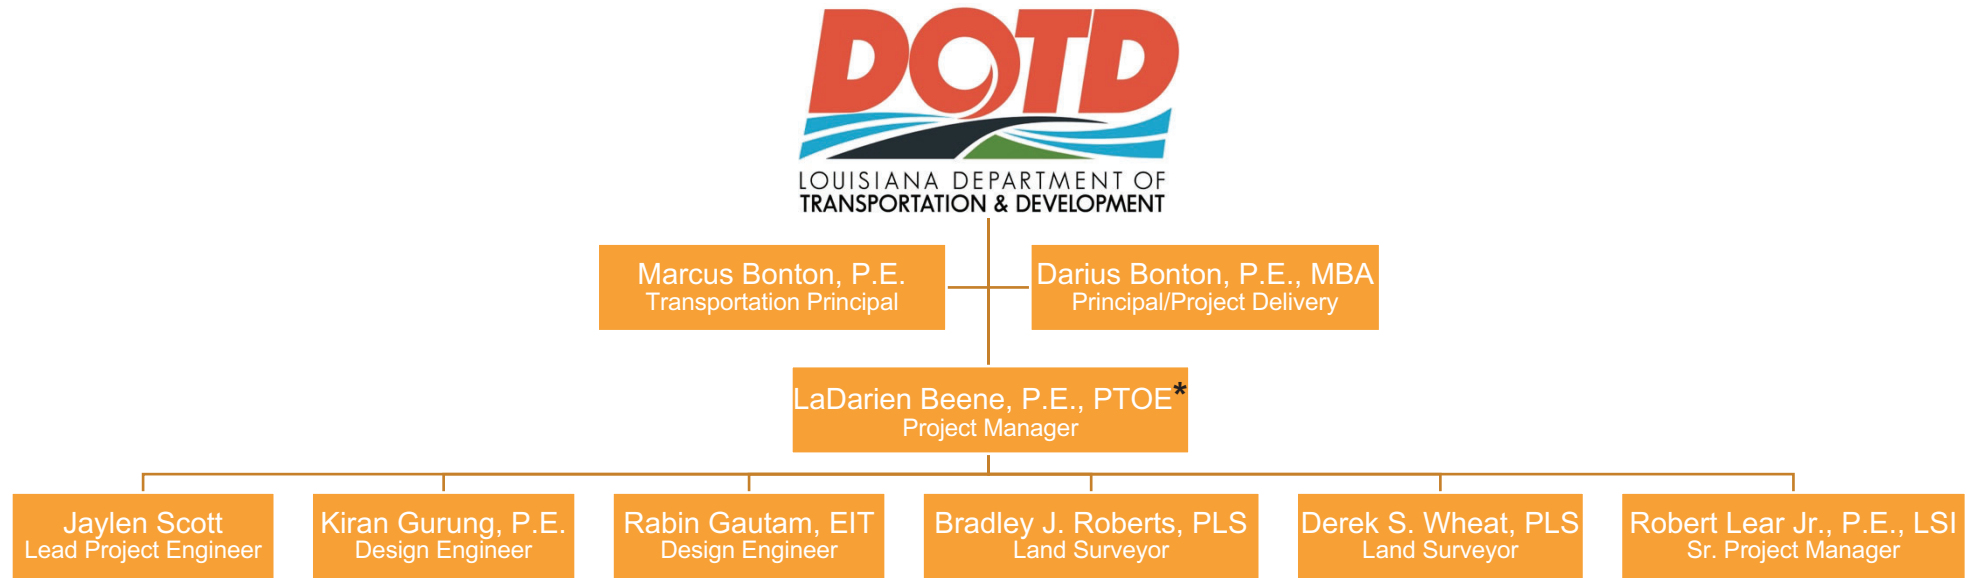 DOTD
LOUISIANA DEPARTMENT OF
TRANSPORTATION & DEVELOPMENT
Marcus Bonton, P.E.
Transportation Principal
Darius Bonton, P.E., MBA
Principal/Project Delivery
LaDarien Beene, P.E., PTOE*
Project Manager
Jaylen Scott
Lead Project Engineer
Kiran Gurung, P.E.
Design Engineer
Rabin Gautam, EIT
Design Engineer
Bradley J. Roberts, PLS
Land Surveyor
Derek S. Wheat, PLS
Land Surveyor
Robert Lear Jr., P.E., LSI
Sr. Project Manager